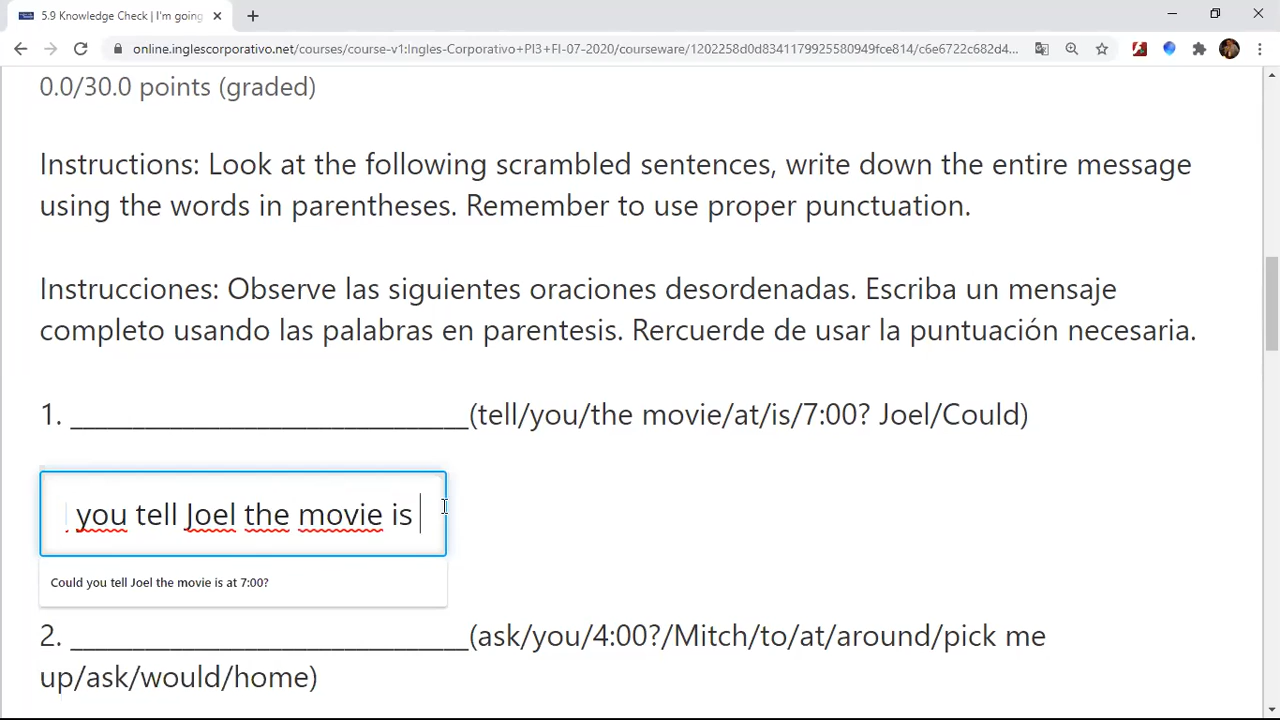 5.9 Knowledge Check | I'm going
online.inglescorporativo.net/courses/course-v1:Ingles-Corporativo+PI3+FI-07-2020/courseware/1202258d0d8341179925580949fce814/c6e6722c682d4...
0.0/30.0 points (graded)
Instructions: Look at the following scrambled sentences, write down the entire message
using the words in parentheses. Remember to use proper punctuation.
Instrucciones: Observe las siguientes oraciones desordenadas. Escriba un mensaje
completo usando las palabras en parentesis. Rercuerde de usar la puntuación necesaria.
1. ______________________________(tell/you/the movie/at/is/7:00? Joel/Could)
you tell Joel the movie is
Could you tell Joel the movie is at 7:00?
2. ______________________________(ask/you/4:00?/Mitch/to/at/around/pick me
up/ask/would/home)